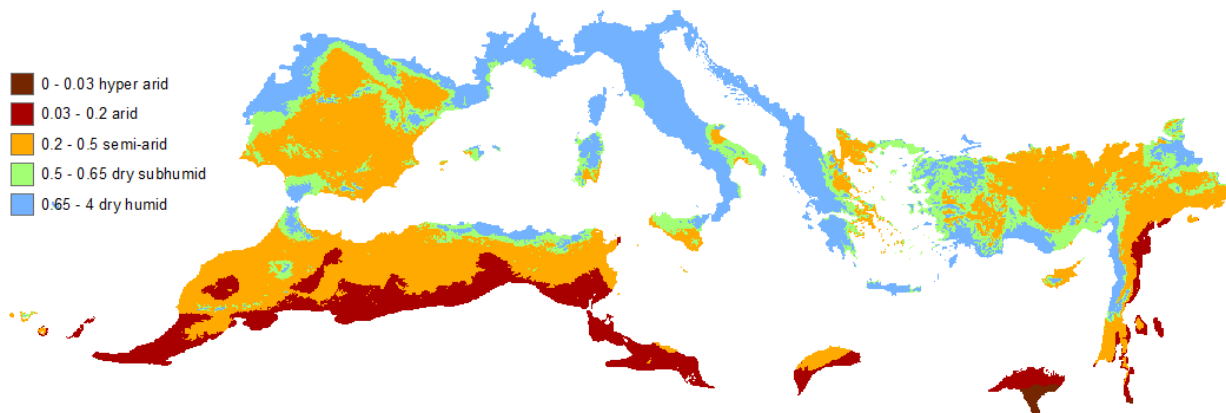 0 - 0.03 hyper arid
0.03 - 0.2 arid
0.2 - 0.5 semi-arid
0.5 - 0.65 dry subhumid
0.65 - 4 dry humid